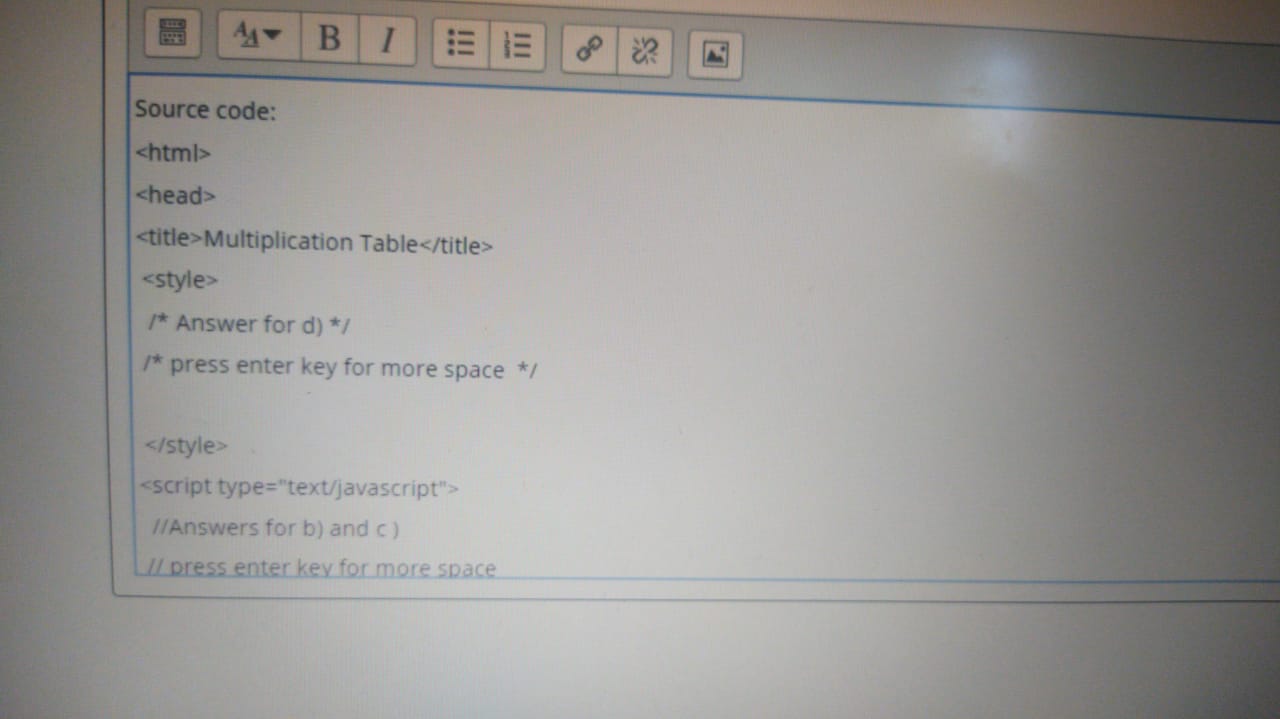 B I
Source code:
<html>
<head>
<title>Multiplication Table</title>
<style>
/* Answer for d) */
/* press enter key for more space */
</style>
<script type="text/javascript">
//Answers for b) and c )
// press enter key for more space